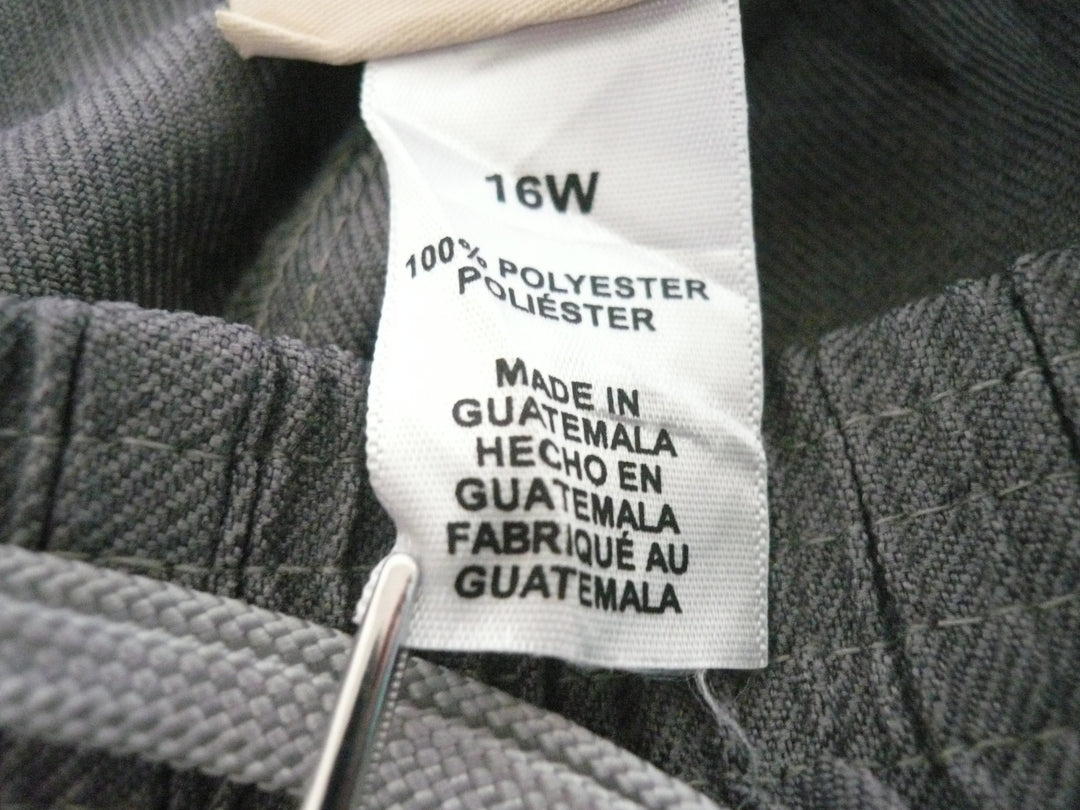 16W
100% POLYESTER
POLIÉSTER
MADE IN
GUATEMALA
HECHO EN
GUATEMALA
FABRIQUÉ AU
GUATEMALA